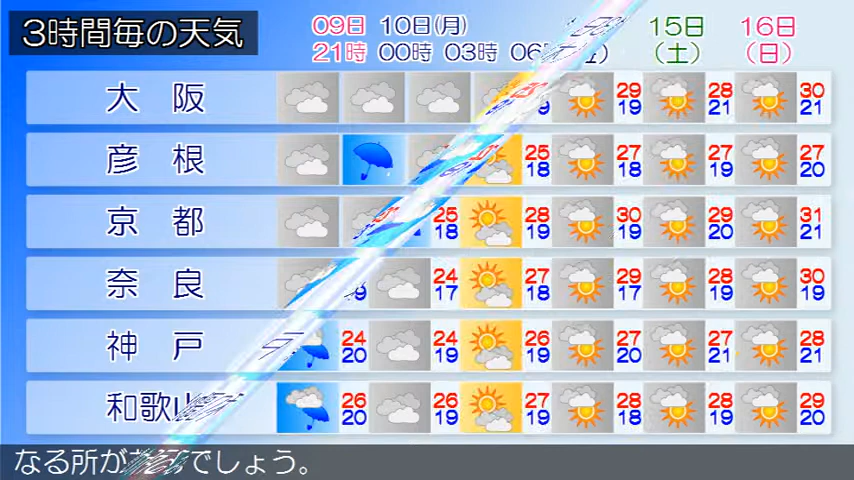 3時間毎の天気
09日 10日(月) 15日 16日
21時 00時 03時 (土) (日)
大阪 29 28 30
19 21 21
彦根 25 27 27 27
18 18 19 20
京都 25 28 30 29 31
18 19 19 20 21
奈良 24 27 29 28 30
17 18 17 19 19
神戸 24 24 26 27 27 28
20 19 19 20 21 21
和歌山 26 26 27 28 28 29
20 19 19 18 19 20
なる所が でしょう。